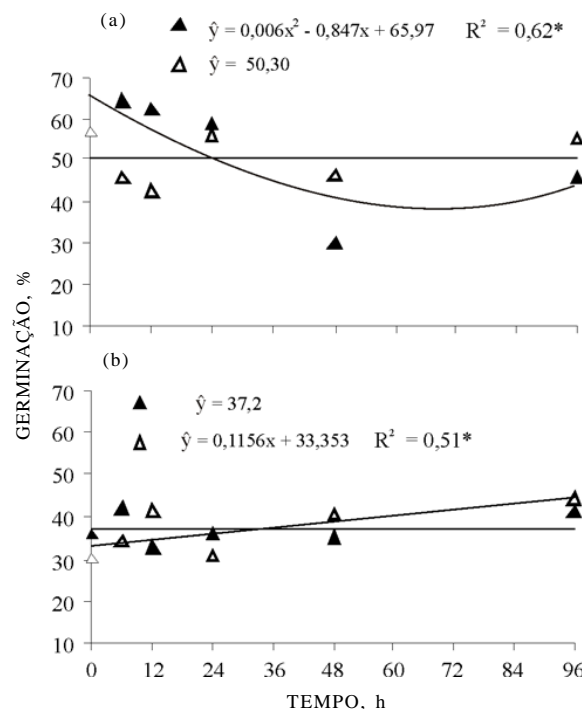 (a)
▲ ŷ = 0,006x² - 0,847x + 65,97 R² = 0,62*
△ ŷ = 50,30
70
60
50
40
30
20
10
GERMINAÇÃO, %
(b)
▲ ŷ = 37,2
△ ŷ = 0,1156x + 33,353 R² = 0,51*
70
60
50
40
30
20
10
0 12 24 36 48 60 72 84 96
TEMPO, h